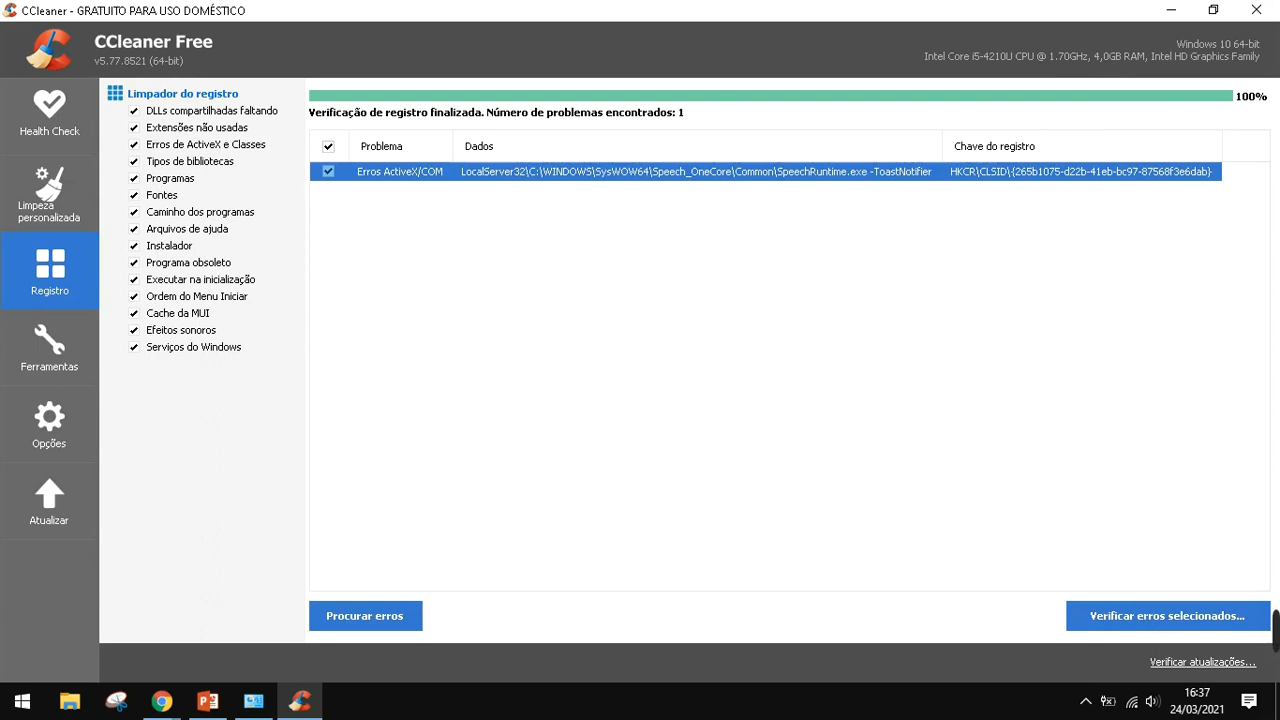 CCleaner - GRATUITO PARA USO DOMÉSTICO
CCleaner Free
v5.77.8521 (64-bit)
Windows 10 64-bit
Intel Core i5-4210U CPU @ 1.70GHz, 4,0GB RAM, Intel HD Graphics Family
Health Check
Limpeza
personalizada
Registro
Ferramentas
Opções
Atualizar
Limpador do registro
DLLs compartilhadas faltando
Extensões não usadas
Erros de ActiveX e Classes
Tipos de bibliotecas
Programas
Fontes
Caminho dos programas
Arquivos de ajuda
Instalador
Programa obsoleto
Executar na inicialização
Ordem do Menu Iniciar
Cache da MUI
Efeitos sonoros
Serviços do Windows
100%
Verificação de registro finalizada. Número de problemas encontrados: 1
Problema Dados Chave do registro
Erros ActiveX/COM LocalServer32\C:\WINDOWS\SysWOW64\Speech_OneCore\Common\SpeechRuntime.exe -ToastNotifier HKCR\CLSID\{265b1075-d22b-41eb-bc97-87568f3e6dab}
Procurar erros
Verificar erros selecionados...
Verificar atualizações...
16:37
24/03/2021